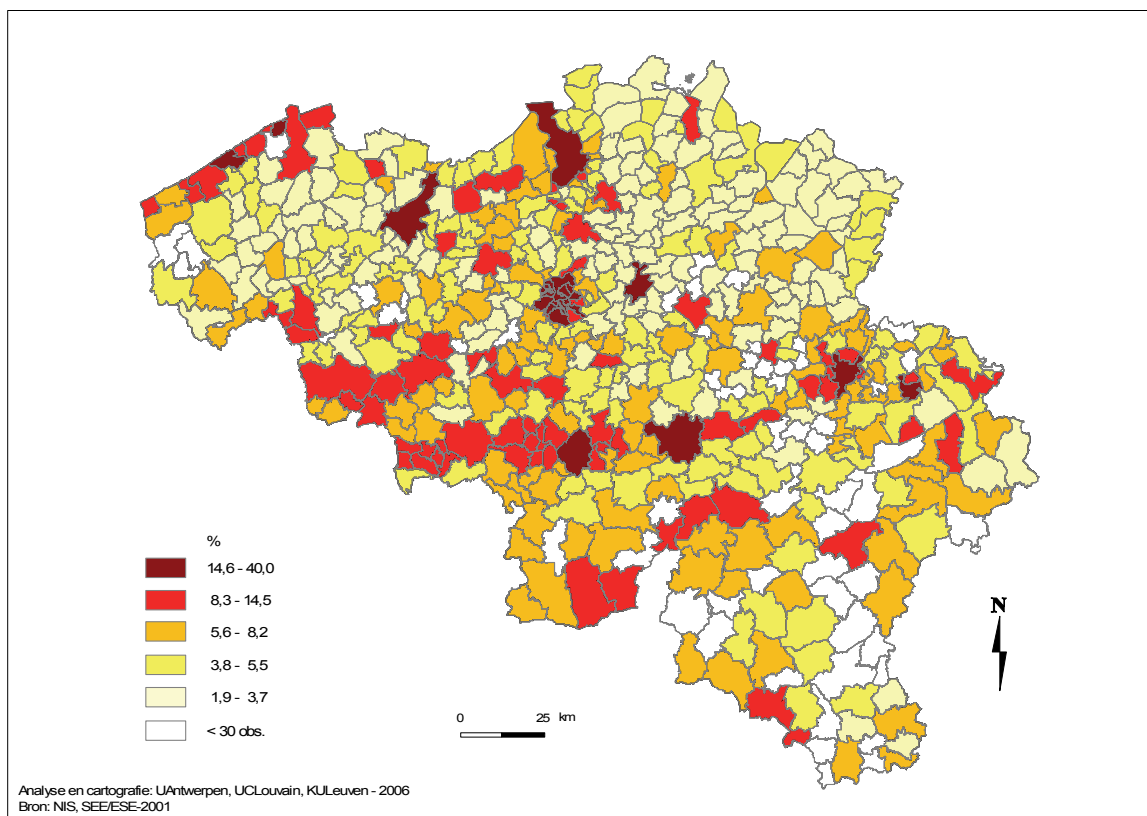 %
14,6 - 40,0
8,3 - 14,5
5,6 - 8,2
3,8 - 5,5
1,9 - 3,7
< 30 obs.
0 25 km
N
Analyse en cartografie: UAntwerpen, UCLouvain, KULeuven - 2006
Bron: NIS, SEE/ESE-2001